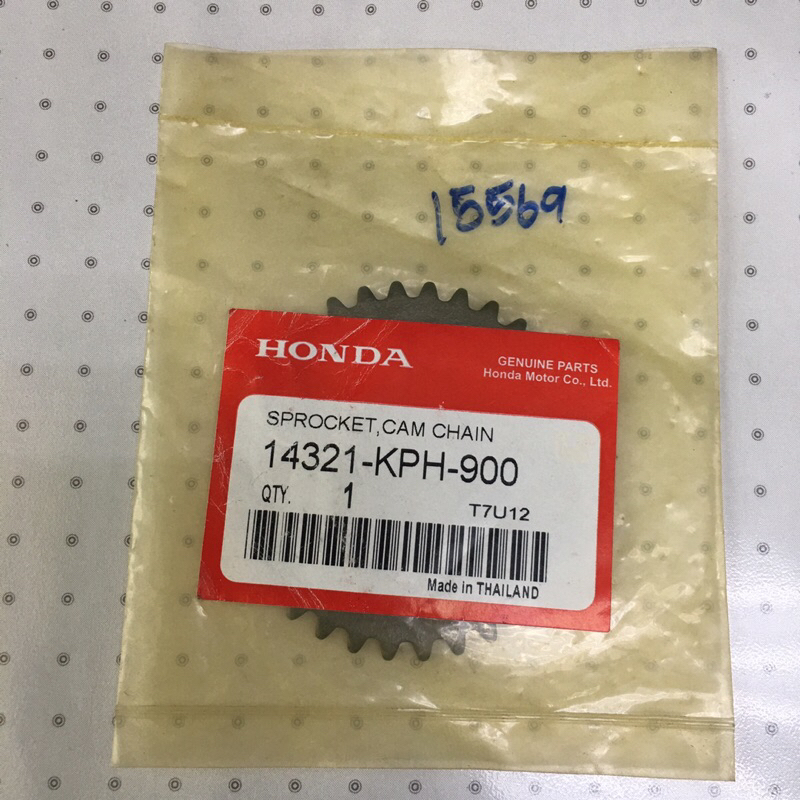 15569
HONDA
GENUINE PARTS
Honda Motor Co., Ltd.
SPROCKET,CAM CHAIN
14321-KPH-900
QTY. 1
T7U12
Made in THAILAND